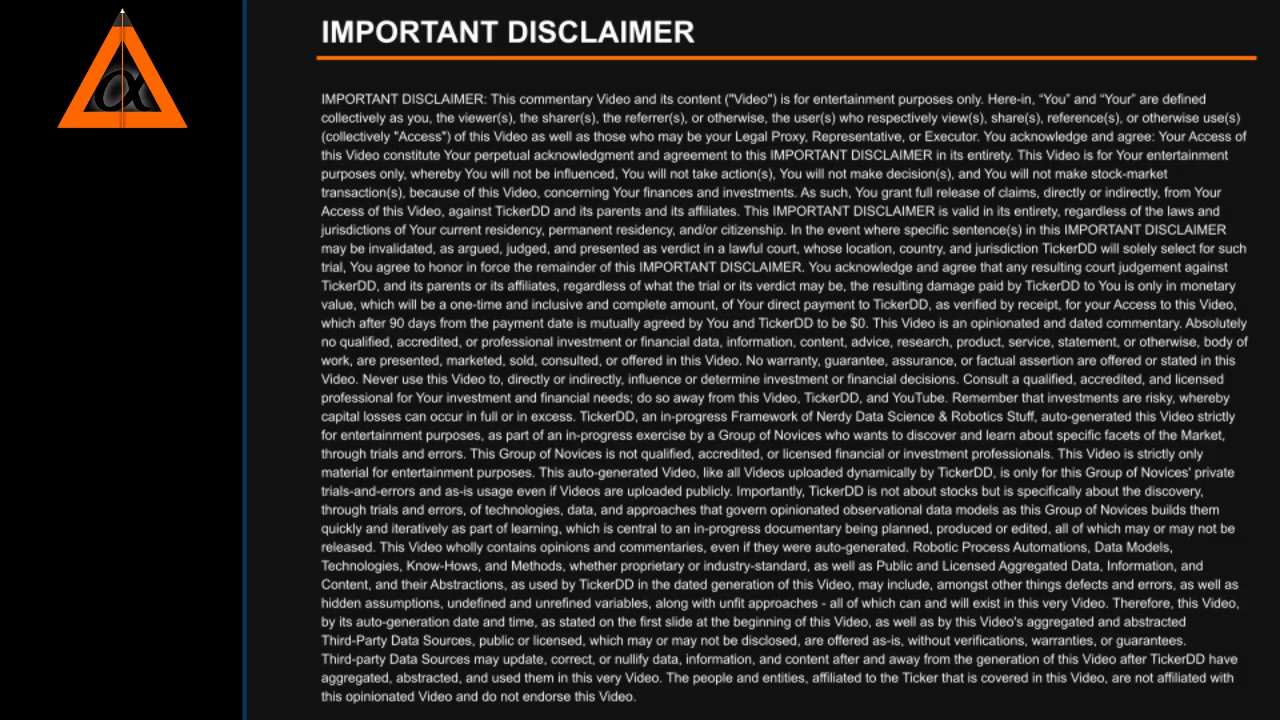 IMPORTANT DISCLAIMER
IMPORTANT DISCLAIMER: This commentary Video and its content ("Video") is for entertainment purposes only. Here-in, “You” and “Your” are defined
collectively as you, the viewer(s), the sharer(s), the referrer(s), or otherwise, the user(s) who respectively view(s), share(s), reference(s), or otherwise use(s)
(collectively "Access") of this Video as well as those who may be your Legal Proxy, Representative, or Executor. You acknowledge and agree: Your Access of
this Video constitute Your perpetual acknowledgment and agreement to this IMPORTANT DISCLAIMER in its entirety. This Video is for Your entertainment
purposes only, whereby You will not be influenced, You will not take action(s), You will not make decision(s), and You will not make stock-market
transaction(s), because of this Video, concerning Your finances and investments. As such, You grant full release of claims, directly or indirectly, from Your
Access of this Video, against TickerDD and its parents and its affiliates. This IMPORTANT DISCLAIMER is valid in its entirety, regardless of the laws and
jurisdictions of Your current residency, permanent residency, and/or citizenship. In the event where specific sentence(s) in this IMPORTANT DISCLAIMER
may be invalidated, as argued, judged, and presented as verdict in a lawful court, whose location, country, and jurisdiction TickerDD will solely select for such
trial, You agree to honor in force the remainder of this IMPORTANT DISCLAIMER. You acknowledge and agree that any resulting court judgement against
TickerDD, and its parents or its affiliates, regardless of what the trial or its verdict may be, the resulting damage paid by TickerDD to You is only in monetary
value, which will be a one-time and inclusive and complete amount, of Your direct payment to TickerDD, as verified by receipt, for your Access to this Video,
which after 90 days from the payment date is mutually agreed by You and TickerDD to be $0. This Video is an opinionated and dated commentary. Absolutely
no qualified, accredited, or professional investment or financial data, information, content, advice, research, product, service, statement, or otherwise, body of
work, are presented, marketed, sold, consulted, or offered in this Video. No warranty, guarantee, assurance, or factual assertion are offered or stated in this
Video. Never use this Video to, directly or indirectly, influence or determine investment or financial decisions. Consult a qualified, accredited, and licensed
professional for Your investment and financial needs; do so away from this Video, TickerDD, and YouTube. Remember that investments are risky, whereby
capital losses can occur in full or in excess. TickerDD, an in-progress Framework of Nerdy Data Science & Robotics Stuff, auto-generated this Video strictly
for entertainment purposes, as part of an in-progress exercise by a Group of Novices who wants to discover and learn about specific facets of the Market,
through trials and errors. This Group of Novices is not qualified, accredited, or licensed financial or investment professionals. This Video is strictly only
material for entertainment purposes. This auto-generated Video, like all Videos uploaded dynamically by TickerDD, is only for this Group of Novices' private
trials-and-errors and as-is usage even if Videos are uploaded publicly. Importantly, TickerDD is not about stocks but is specifically about the discovery,
through trials and errors, of technologies, data, and approaches that govern opinionated observational data models as this Group of Novices builds them
quickly and iteratively as part of learning, which is central to an in-progress documentary being planned, produced or edited, all of which may or may not be
released. This Video wholly contains opinions and commentaries, even if they were auto-generated. Robotic Process Automations, Data Models,
Technologies, Know-Hows, and Methods, whether proprietary or industry-standard, as well as Public and Licensed Aggregated Data, Information, and
Content, and their Abstractions, as used by TickerDD in the dated generation of this Video, may include, amongst other things defects and errors, as well as
hidden assumptions, undefined and unrefined variables, along with unfit approaches - all of which can and will exist in this very Video. Therefore, this Video,
by its auto-generation date and time, as stated on the first slide at the beginning of this Video, as well as by this Video's aggregated and abstracted
Third-Party Data Sources, public or licensed, which may or may not be disclosed, are offered as-is, without verifications, warranties, or guarantees.
Third-party Data Sources may update, correct, or nullify data, information, and content after and away from the generation of this Video after TickerDD have
aggregated, abstracted, and used them in this very Video. The people and entities, affiliated to the Ticker that is covered in this Video, are not affiliated with
this opinionated Video and do not endorse this Video.